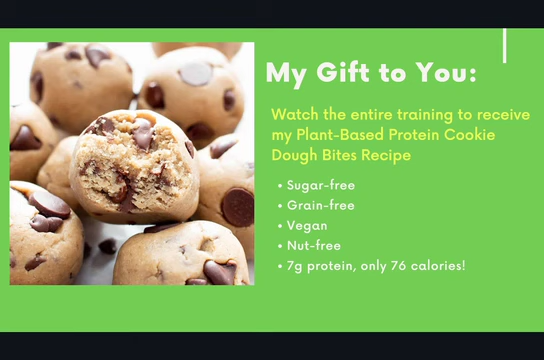 My Gift to You:
Watch the entire training to receive
my Plant-Based Protein Cookie
Dough Bites Recipe
• Sugar-free
• Grain-free
• Vegan
• Nut-free
• 7g protein, only 76 calories!